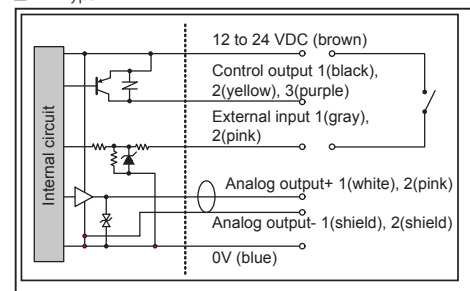 Internal circuit
12 to 24 VDC (brown)
Control output 1(black),
2(yellow), 3(purple)
External input 1(gray),
2(pink)
Analog output+ 1(white), 2(pink)
Analog output- 1(shield), 2(shield)
0V (blue)